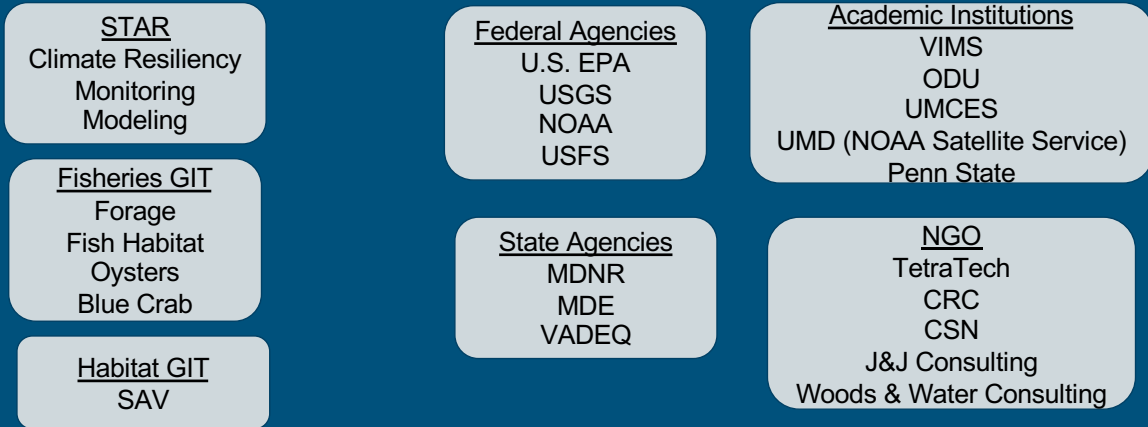 STAR
Climate Resiliency
Monitoring
Modeling
Fisheries GIT
Forage
Fish Habitat
Oysters
Blue Crab
Habitat GIT
SAV
Federal Agencies
U.S. EPA
USGS
NOAA
USFS
State Agencies
MDNR
MDE
VADEQ
Academic Institutions
VIMS
ODU
UMCES
UMD (NOAA Satellite Service)
Penn State
NGO
TetraTech
CRC
CSN
J&J Consulting
Woods & Water Consulting